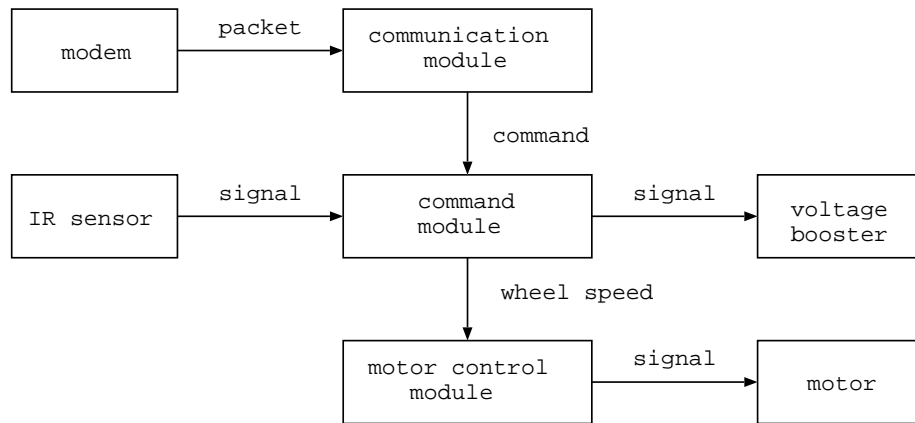 packet
modem
communication
module
command
signal
IR sensor
command
module
signal
voltage
booster
wheel speed
motor control
module
signal
motor